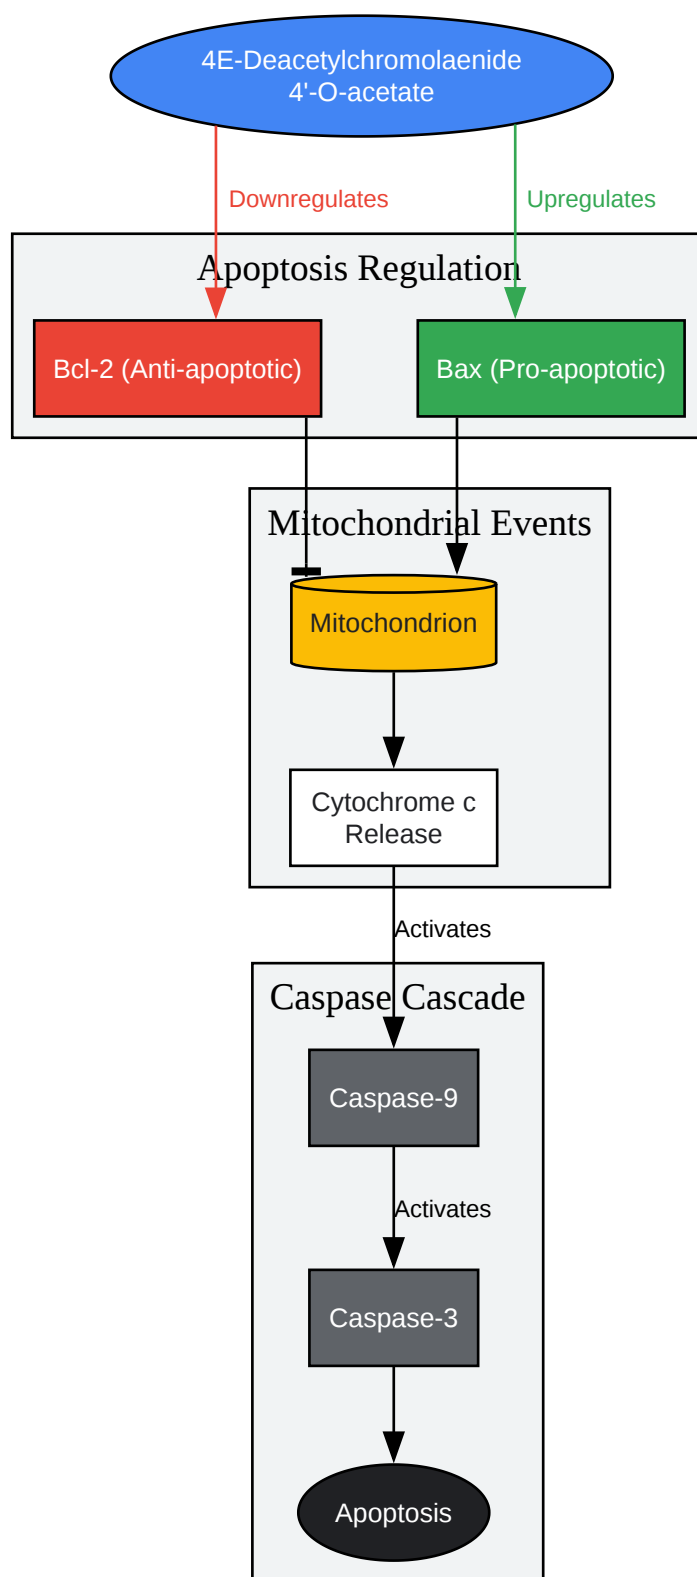 4E-Deacetylchromolaenide
4'-O-acetate
Downregulates
Upregulates
Apoptosis Regulation
Bcl-2 (Anti-apoptotic)
Bax (Pro-apoptotic)
Mitochondrial Events
Mitochondrion
Cytochrome c
Release
Activates
Caspase Cascade
Caspase-9
Activates
Caspase-3
Apoptosis